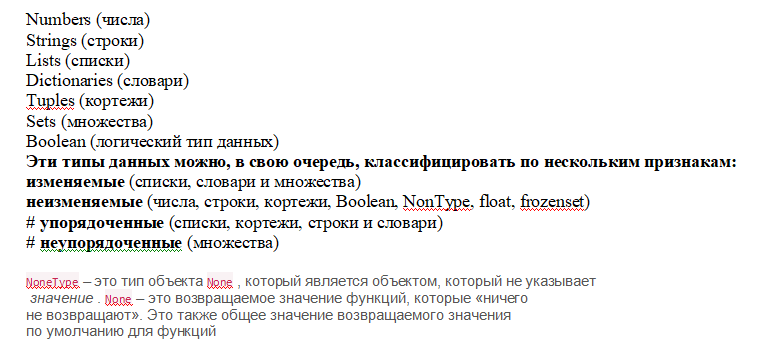 Numbers (числа)
Strings (строки)
Lists (списки)
Dictionaries (словари)
Tuples (кортежи)
Sets (множества)
Boolean (логический тип данных)
Эти типы данных можно, в свою очередь, классифицировать по нескольким признакам:
изменяемые (списки, словари и множества)
неизменяемые (числа, строки, кортежи, Boolean, NonType, float, frozenset)
# упорядоченные (списки, кортежи, строки и словари)
# неупорядоченные (множества)
NoneType – это тип объекта None , который является объектом, который не указывает
значение . None – это возвращаемое значение функций, которые «ничего
не возвращают». Это также общее значение возвращаемого значения
по умолчанию для функций